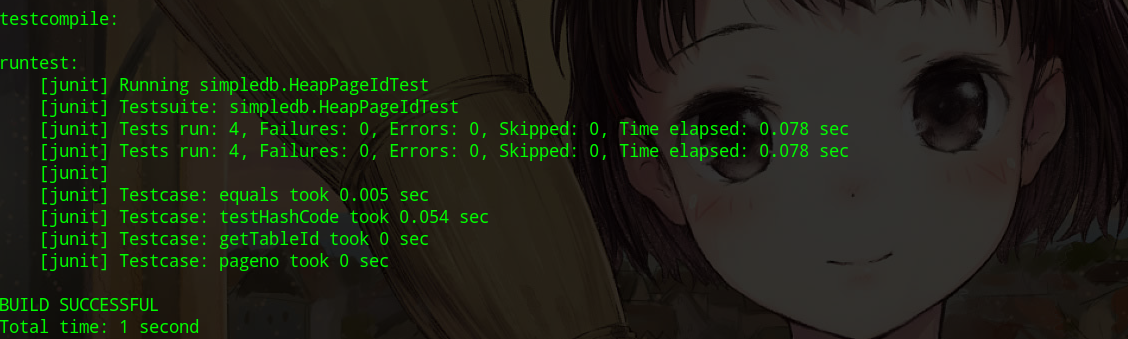 testcompile:
runtest:
[junit] Running simpledb.HeapPageIdTest
[junit] Testsuite: simpledb.HeapPageIdTest
[junit] Tests run: 4, Failures: 0, Errors: 0, Skipped: 0, Time elapsed: 0.078 sec
[junit] Tests run: 4, Failures: 0, Errors: 0, Skipped: 0, Time elapsed: 0.078 sec
[junit]
[junit] Testcase: equals took 0.005 sec
[junit] Testcase: testHashCode took 0.054 sec
[junit] Testcase: getTableId took 0 sec
[junit] Testcase: pageno took 0 sec
BUILD SUCCESSFUL
Total time: 1 second